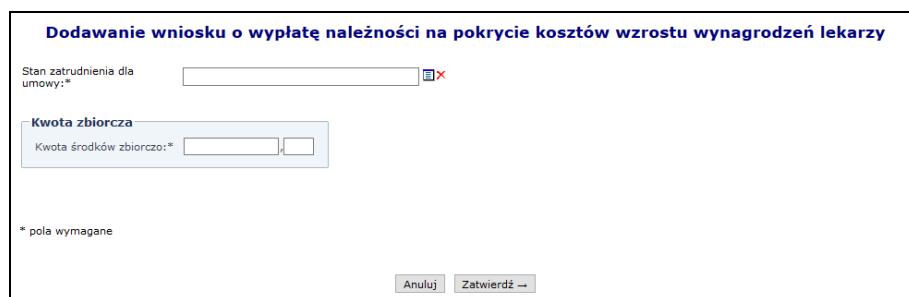 Dodawanie wniosku o wypłatę należności na pokrycie kosztów wzrostu wynagrodzeń lekarzy
Stan zatrudnienia dla
umowy:*
Kwota zbiorcza
Kwota środków zbiorczo:* ,
* pola wymagane
Anuluj Zatwierdź →